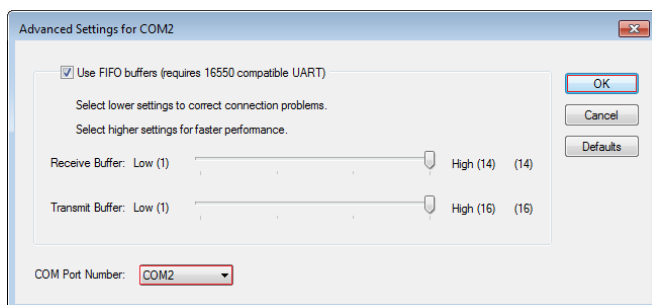 Advanced Settings for COM2
Use FIFO buffers (requires 16550 compatible UART)
OK
Select lower settings to correct connection problems.
Cancel
Select higher settings for faster performance.
Defaults
Receive Buffer: Low (1) High (14) (14)
Transmit Buffer: Low (1) High (16) (16)
COM Port Number: COM2